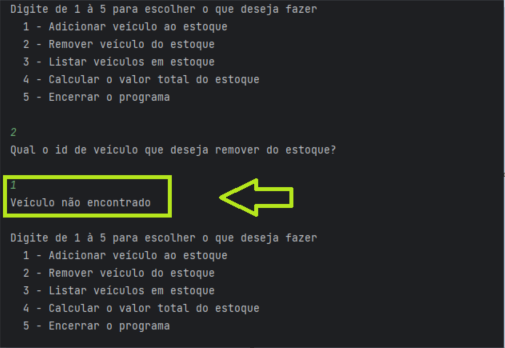 Digite de 1 à 5 para escolher o que deseja fazer
1 - Adicionar veículo ao estoque
2 - Remover veículo do estoque
3 - Listar veículos em estoque
4 - Calcular o valor total do estoque
5 - Encerrar o programa
2
Qual o id de veículo que deseja remover do estoque?
1
Veículo não encontrado
Digite de 1 à 5 para escolher o que deseja fazer
1 - Adicionar veículo ao estoque
2 - Remover veículo do estoque
3 - Listar veículos em estoque
4 - Calcular o valor total do estoque
5 - Encerrar o programa